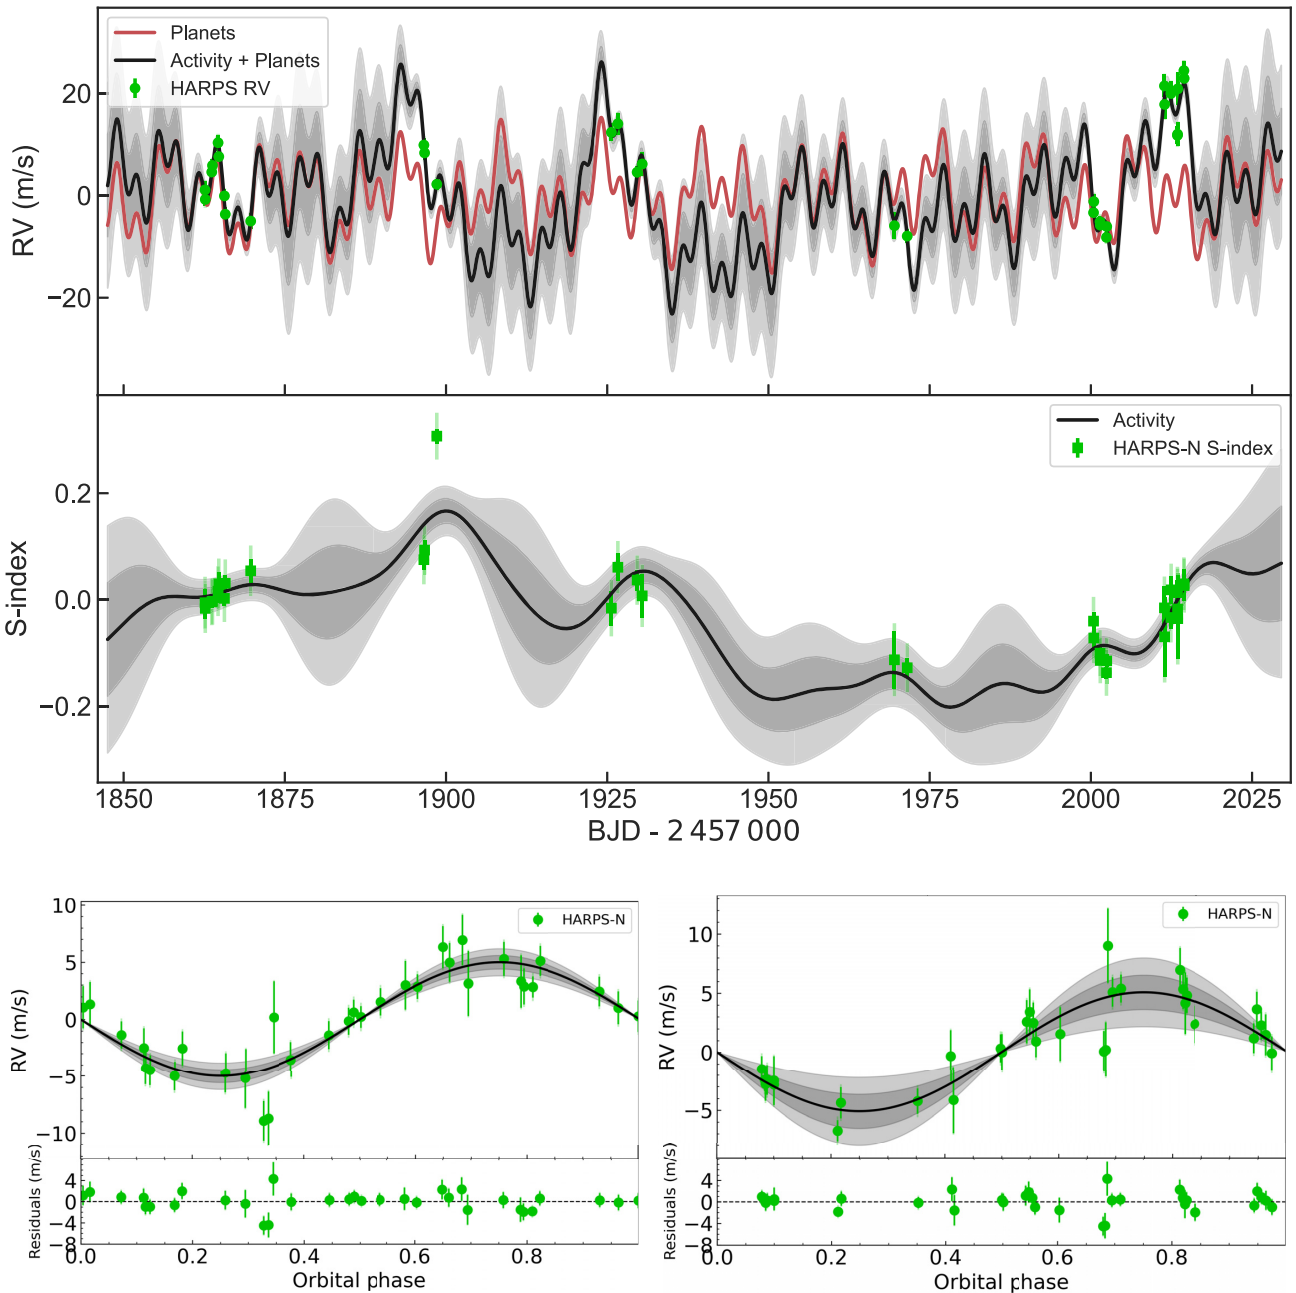 Planets
Activity + Planets
HARPS RV
20
0
−20
RV (m/s)
Activity
HARPS-N S-index
0.2
0.0
−0.2
S-index
1850 1875 1900 1925 1950 1975 2000 2025
BJD - 2 457 000
10
5
0
−5
−10
RV (m/s)
HARPS-N
4
0
−4
−8
Residuals (m/s)
0.0 0.2 0.4 0.6 0.8
Orbital phase
10
5
0
−5
RV (m/s)
HARPS-N
4
0
−4
−8
Residuals (m/s)
0.0 0.2 0.4 0.6 0.8
Orbital phase